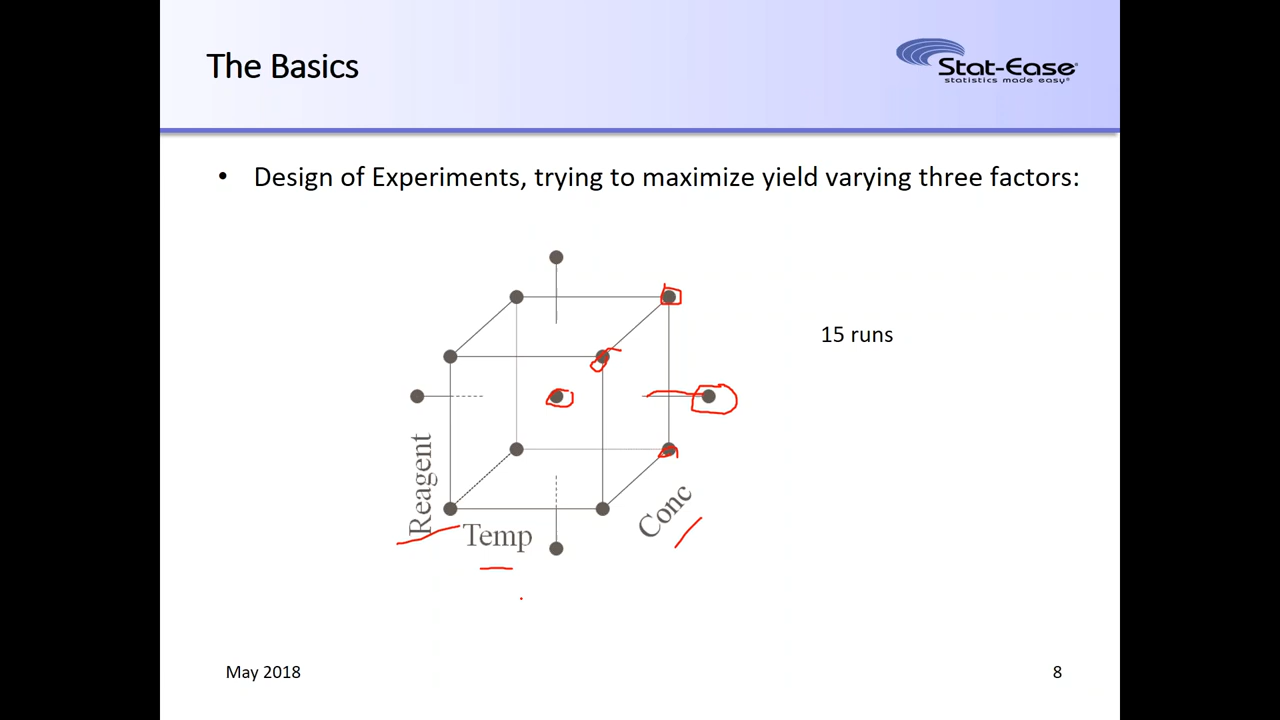 The Basics
Stat-Ease®
statistics made easy®
• Design of Experiments, trying to maximize yield varying three factors:
15 runs
Reagent
Temp
Conc
May 2018
8